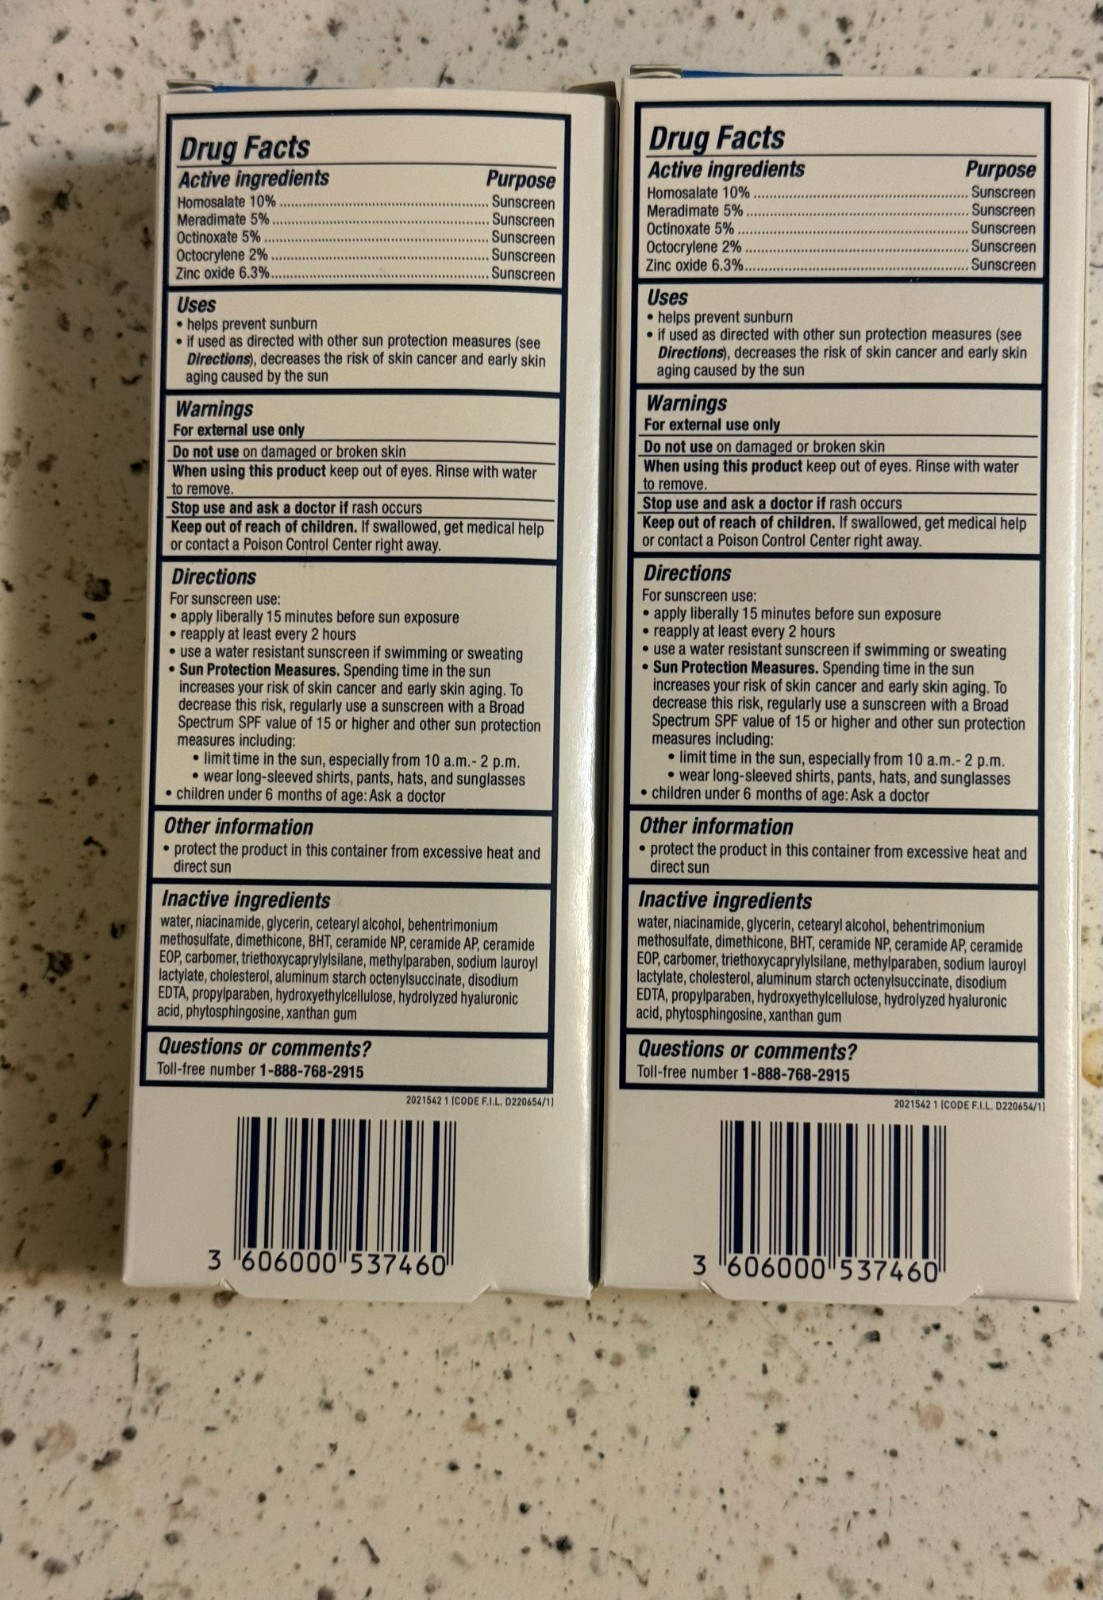 Drug Facts
Active ingredients Purpose
Homosalate 10% ........ Sunscreen
Meradimate 5% ........ Sunscreen
Octinoxate 5% ........ Sunscreen
Octocrylene 2% ........ Sunscreen
Zinc oxide 6.3% ........ Sunscreen
Uses
• helps prevent sunburn
• if used as directed with other sun protection measures (see
Directions), decreases the risk of skin cancer and early skin
aging caused by the sun
Warnings
For external use only
Do not use on damaged or broken skin
When using this product keep out of eyes. Rinse with water
to remove.
Stop use and ask a doctor if rash occurs
Keep out of reach of children. If swallowed, get medical help
or contact a Poison Control Center right away.
Directions
For sunscreen use:
• apply liberally 15 minutes before sun exposure
• reapply at least every 2 hours
• use a water resistant sunscreen if swimming or sweating
• Sun Protection Measures. Spending time in the sun
increases your risk of skin cancer and early skin aging. To
decrease this risk, regularly use a sunscreen with a Broad
Spectrum SPF value of 15 or higher and other sun protection
measures including:
• limit time in the sun, especially from 10 a.m.- 2 p.m.
• wear long-sleeved shirts, pants, hats, and sunglasses
• children under 6 months of age: Ask a doctor
Other information
• protect the product in this container from excessive heat and
direct sun
Inactive ingredients
water, niacinamide, glycerin, cetearyl alcohol, behentrimonium
methosulfate, dimethicone, BHT, ceramide NP, ceramide AP, ceramide
EOP, carbomer, triethoxycaprylylsilane, methylparaben, sodium lauroyl
lactylate, cholesterol, aluminum starch octenylsuccinate, disodium
EDTA, propylparaben, hydroxyethylcellulose, hydrolyzed hyaluronic
acid, phytosphingosine, xanthan gum
Questions or comments?
Toll-free number 1-888-768-2915
2021542 1 (CODE F.I.L. D220654/1)
3 606000 537460
Drug Facts
Active ingredients Purpose
Homosalate 10% ........ Sunscreen
Meradimate 5% ........ Sunscreen
Octinoxate 5% ........ Sunscreen
Octocrylene 2% ........ Sunscreen
Zinc oxide 6.3% ........ Sunscreen
Uses
• helps prevent sunburn
• if used as directed with other sun protection measures (see
Directions), decreases the risk of skin cancer and early skin
aging caused by the sun
Warnings
For external use only
Do not use on damaged or broken skin
When using this product keep out of eyes. Rinse with water
to remove.
Stop use and ask a doctor if rash occurs
Keep out of reach of children. If swallowed, get medical help
or contact a Poison Control Center right away.
Directions
For sunscreen use:
• apply liberally 15 minutes before sun exposure
• reapply at least every 2 hours
• use a water resistant sunscreen if swimming or sweating
• Sun Protection Measures. Spending time in the sun
increases your risk of skin cancer and early skin aging. To
decrease this risk, regularly use a sunscreen with a Broad
Spectrum SPF value of 15 or higher and other sun protection
measures including:
• limit time in the sun, especially from 10 a.m.- 2 p.m.
• wear long-sleeved shirts, pants, hats, and sunglasses
• children under 6 months of age: Ask a doctor
Other information
• protect the product in this container from excessive heat and
direct sun
Inactive ingredients
water, niacinamide, glycerin, cetearyl alcohol, behentrimonium
methosulfate, dimethicone, BHT, ceramide NP, ceramide AP, ceramide
EOP, carbomer, triethoxycaprylylsilane, methylparaben, sodium lauroyl
lactylate, cholesterol, aluminum starch octenylsuccinate, disodium
EDTA, propylparaben, hydroxyethylcellulose, hydrolyzed hyaluronic
acid, phytosphingosine, xanthan gum
Questions or comments?
Toll-free number 1-888-768-2915
2021542 1 (CODE F.I.L. D220654/1)
3 606000 537460